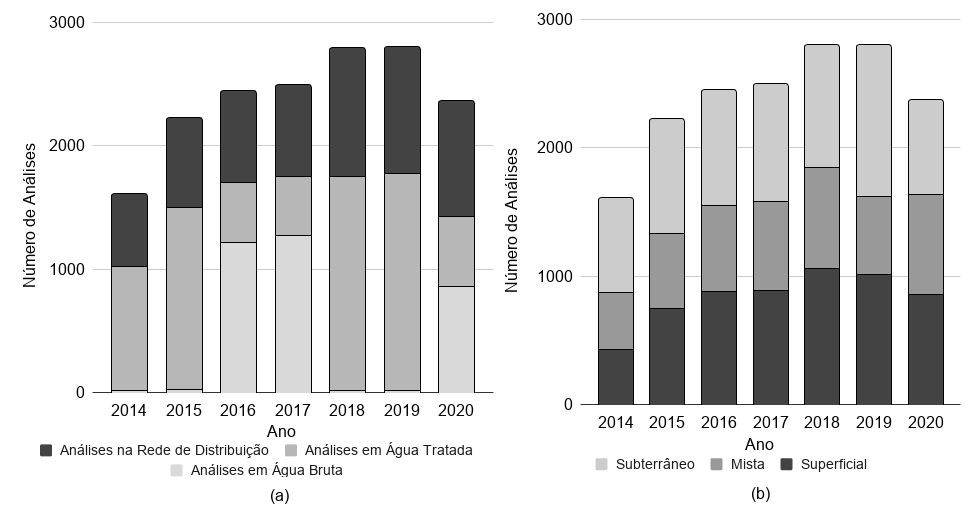 3000
2000
1000
0
Número de Análises
2014 2015 2016 2017 2018 2019 2020
Ano
Análises na Rede de Distribuição Análises em Água Tratada
Análises em Água Bruta
(a)
3000
2000
1000
0
Número de Análises
2014 2015 2016 2017 2018 2019 2020
Ano
Subterrâneo Mista Superficial
(b)